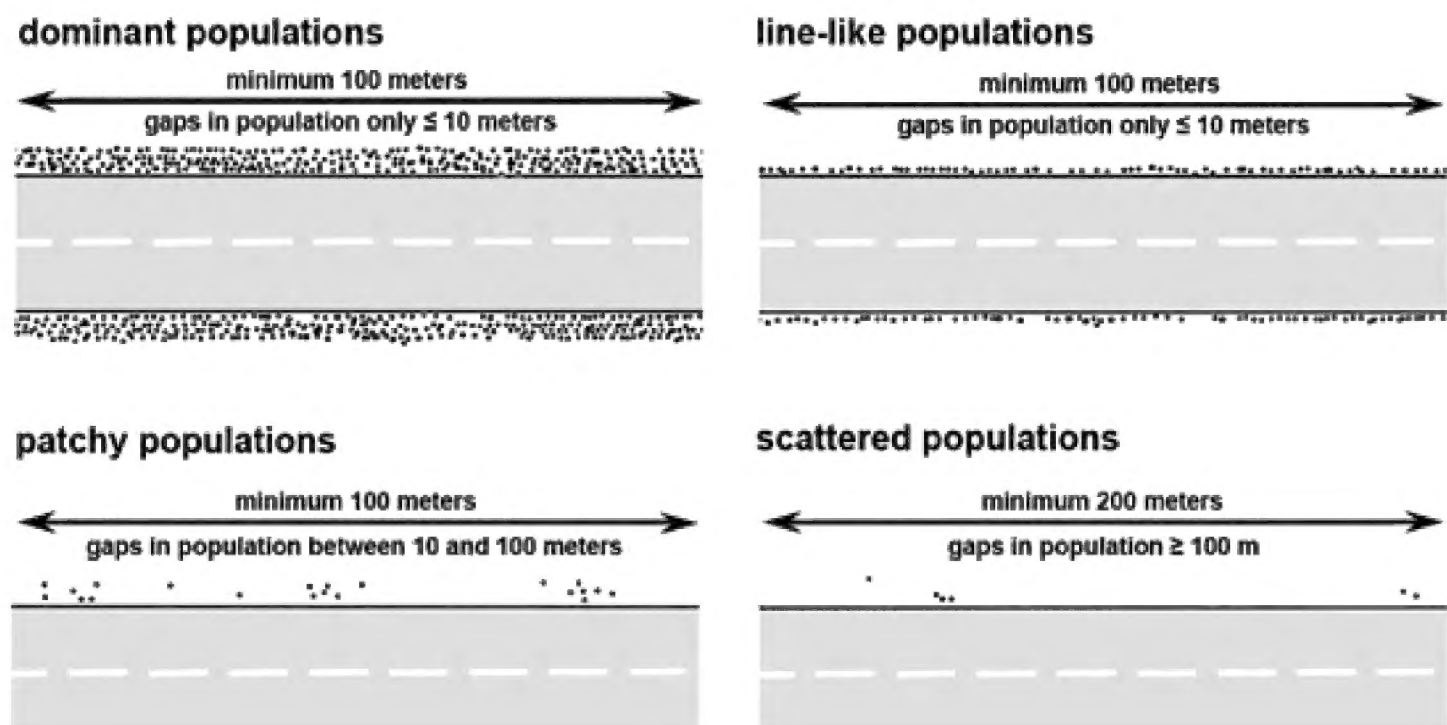 dominant populations
minimum 100 meters
gaps in population only ≤ 10 meters
line-like populations
minimum 100 meters
gaps in population only ≤ 10 meters
patchy populations
minimum 100 meters
gaps in population between 10 and 100 meters
scattered populations
minimum 200 meters
gaps in population ≥ 100 m